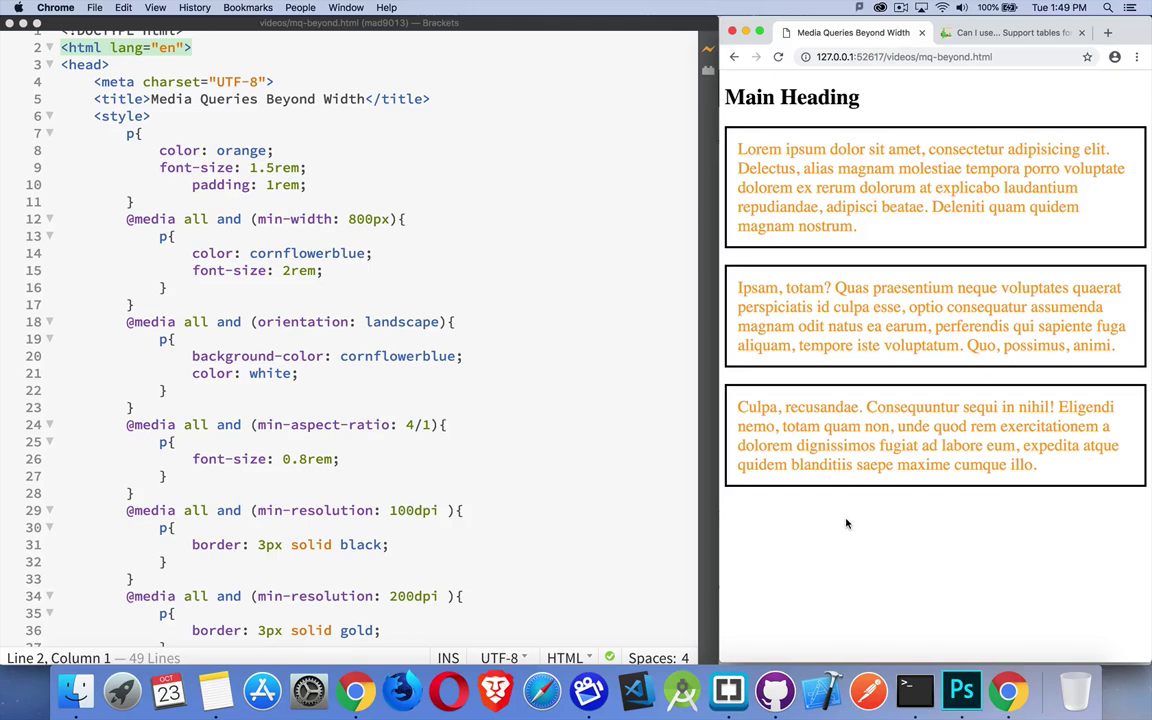 Chrome File Edit View History Bookmarks People Window Help
100% Tue 1:49 PM
videos/mq-beyond.html (mad9013) — Brackets
1 <!DOCTYPE html>
2 <html lang="en">
3 <head>
4 <meta charset="UTF-8">
5 <title>Media Queries Beyond Width</title>
6 <style>
7 p{
8 color: orange;
9 font-size: 1.5rem;
10 padding: 1rem;
11 }
12 @media all and (min-width: 800px){
13 p{
14 color: cornflowerblue;
15 font-size: 2rem;
16 }
17 }
18 @media all and (orientation: landscape){
19 p{
20 background-color: cornflowerblue;
21 color: white;
22 }
23 }
24 @media all and (min-aspect-ratio: 4/1){
25 p{
26 font-size: 0.8rem;
27 }
28 }
29 @media all and (min-resolution: 100dpi ){
30 p{
31 border: 3px solid black;
32 }
33 }
34 @media all and (min-resolution: 200dpi ){
35 p{
36 border: 3px solid gold;
37 }
Line 2, Column 1 — 49 Lines
INS UTF-8 HTML Spaces: 4
Media Queries Beyond Width
Can I use... Support tables fo
127.0.0.1:52617/videos/mq-beyond.html
Main Heading
Lorem ipsum dolor sit amet, consectetur adipisicing elit.
Delectus, alias magnam molestiae tempora porro voluptate
dolorem ex rerum dolorum at explicabo laudantium
repudiandae, adipisci beatae. Deleniti quam quidem
magnam nostrum.
Ipsam, totam? Quas praesentium neque voluptates quaerat
perspiciatis id culpa esse, optio consequatur assumenda
magnam odit natus ea earum, perferendis qui sapiente fuga
aliquam, tempore iste voluptatum. Quo, possimus, animi.
Culpa, recusandae. Consequuntur sequi in nihil! Eligendi
nemo, totam quam non, unde quod rem exercitationem a
dolorem dignissimos fugiat ad labore eum, expedita atque
quidem blanditiis saepe maxime cumque illo.
OCT
23
Ps